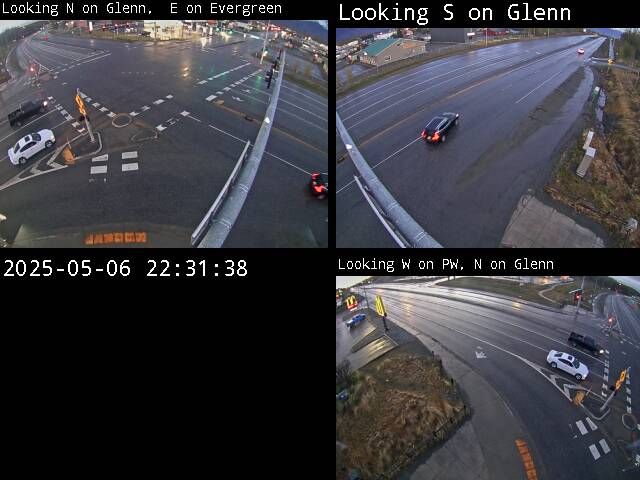 Looking N on Glenn,  E on Evergreen
Looking S on Glenn
2025-05-06 22:31:38
Looking W on PW, N on Glenn